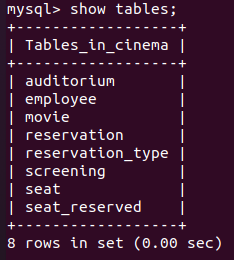 mysql> show tables;
+------------------+
| Tables_in_cinema |
+------------------+
| auditorium       |
| employee         |
| movie            |
| reservation      |
| reservation_type |
| screening        |
| seat             |
| seat_reserved    |
+------------------+
8 rows in set (0.00 sec)